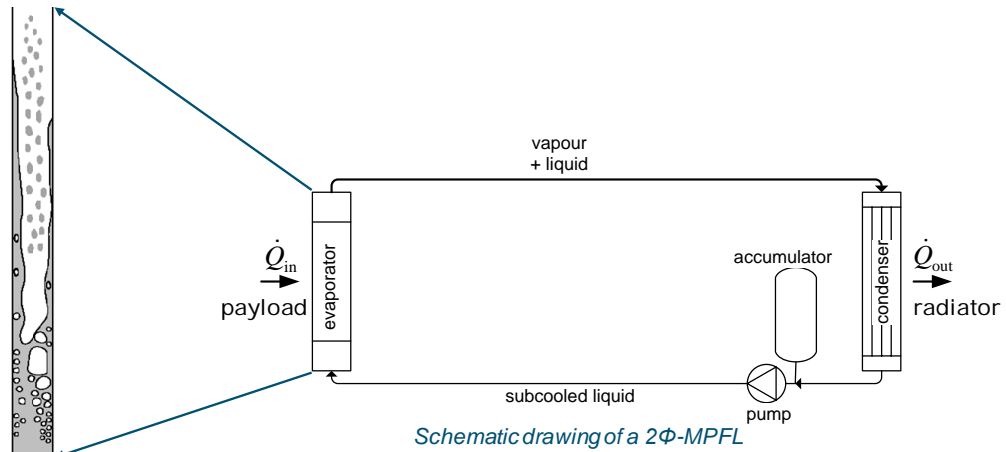 vapour
+ liquid
Q̇in
payload
evaporator
accumulator
condenser
Q̇out
radiator
subcooled liquid
pump
Schematic drawing of a 2Φ-MPFL